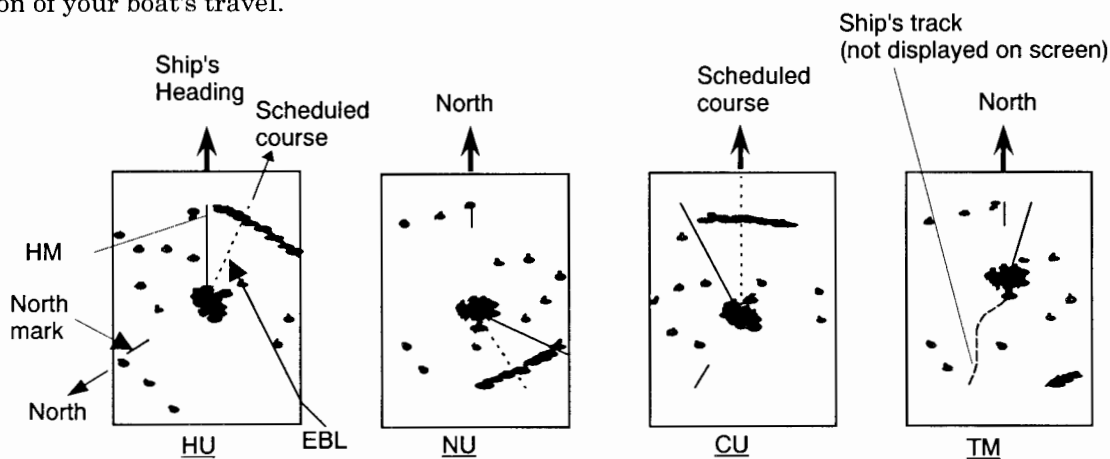 on of your boat's travel.
Ship's track
(not displayed on screen)
Ship's
Heading
Scheduled
course
North
Scheduled
course
North
HM
North
mark
North
EBL
HU
NU
CU
TM